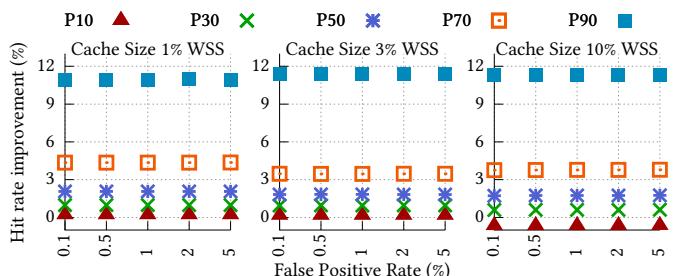 P10 P30 P50 P70 P90
Cache Size 1% WSS Cache Size 3% WSS Cache Size 10% WSS
Hit rate improvement (%)
12 12 12
9 9 9
6 6 6
3 3 3
0 0 0
0.1 0.5 1 2 5 0.1 0.5 1 2 5 0.1 0.5 1 2 5
False Positive Rate (%)